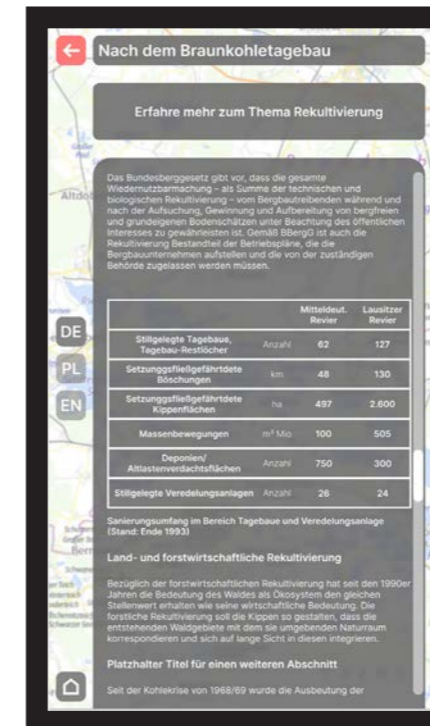 Nach dem Braunkohletagebau
Erfahre mehr zum Thema Rekultivierung
Altdöb
Das Bundesberggesetz gibt vor, dass die gesamte
Wiedernutzbarmachung – als Summe der technischen und
biologischen Rekultivierung – vom Bergbautreibenden während und
nach der Aufsuchung, Gewinnung und Aufbereitung von bergfreien
und grundeigenen Bodenschätzen unter Beachtung des öffentlichen
Interesses zu gewährleisten ist. Gemäß BBergG ist auch die
Rekultivierung Bestandteil der Betriebspläne, die die
Bergbauunternehmen aufstellen und die von der zuständigen
Behörde zugelassen werden müssen.
DE
PL
EN
Mitteldeut. Lausitzer
Revier Revier
Stillgelegte Tagebaue,
Tagebau-Restlöcher Anzahl 62 127
Setzunggsfließgefährtdete
Böschungen km 48 130
Setzunggsfließgefährtdete
Kippenflächen ha 497 2.600
Massenbewegungen m³ Mio 100 505
Deponien/
Altlastenverdachtsflächen Anzahl 750 300
Stillgelegte Veredelungsanlagen Anzahl 26 24
Sanierungsumfang im Bereich Tagebaue und Veredelungsanlage
(Stand: Ende 1993)
Land- und forstwirtschaftliche Rekultivierung
Bezüglich der forstwirtschaftlichen Rekultivierung hat seit den 1990er
Jahren die Bedeutung des Waldes als Ökosystem den gleichen
Stellenwert erhalten wie seine wirtschaftliche Bedeutung. Die
forstliche Rekultivierung soll die Kippen so gestalten, dass die
entstehenden Waldgebiete mit dem sie umgebenden Naturraum
korrespondieren und sich auf lange Sicht in diesen integrieren.
Platzhalter Titel für einen weiteren Abschnitt
Seit der Kohlekrise von 1968/69 wurde die Ausbeutung der